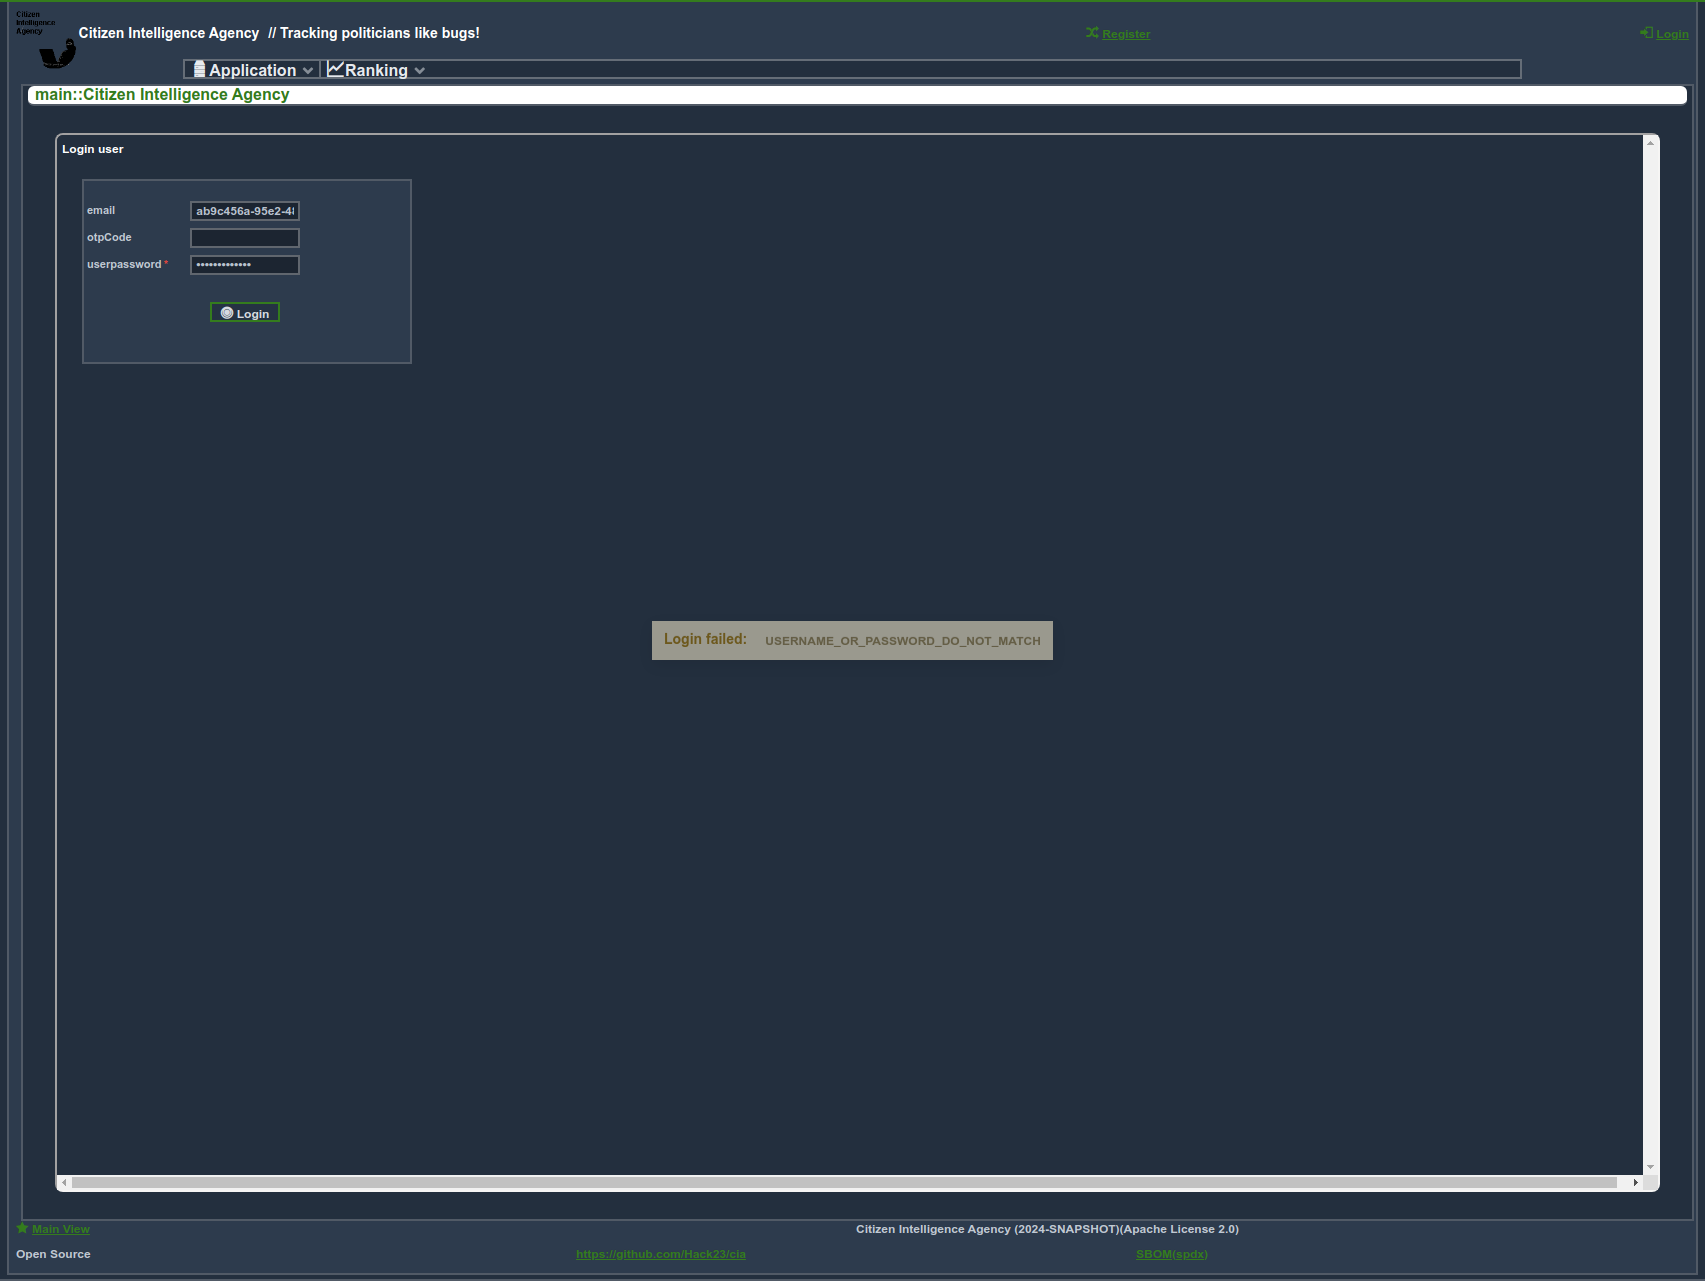 Citizen
Intelligence
Agency
Citizen Intelligence Agency // Tracking politicians like bugs!
Register
Login
Application
Ranking
main::Citizen Intelligence Agency
Login user
email
ab9c456a-95e2-4
otpCode
userpassword *
•••••••••••••
Login
Login failed: USERNAME_OR_PASSWORD_DO_NOT_MATCH
Main View
Citizen Intelligence Agency (2024-SNAPSHOT)(Apache License 2.0)
Open Source
https://github.com/Hack23/cia
SBOM(spdx)